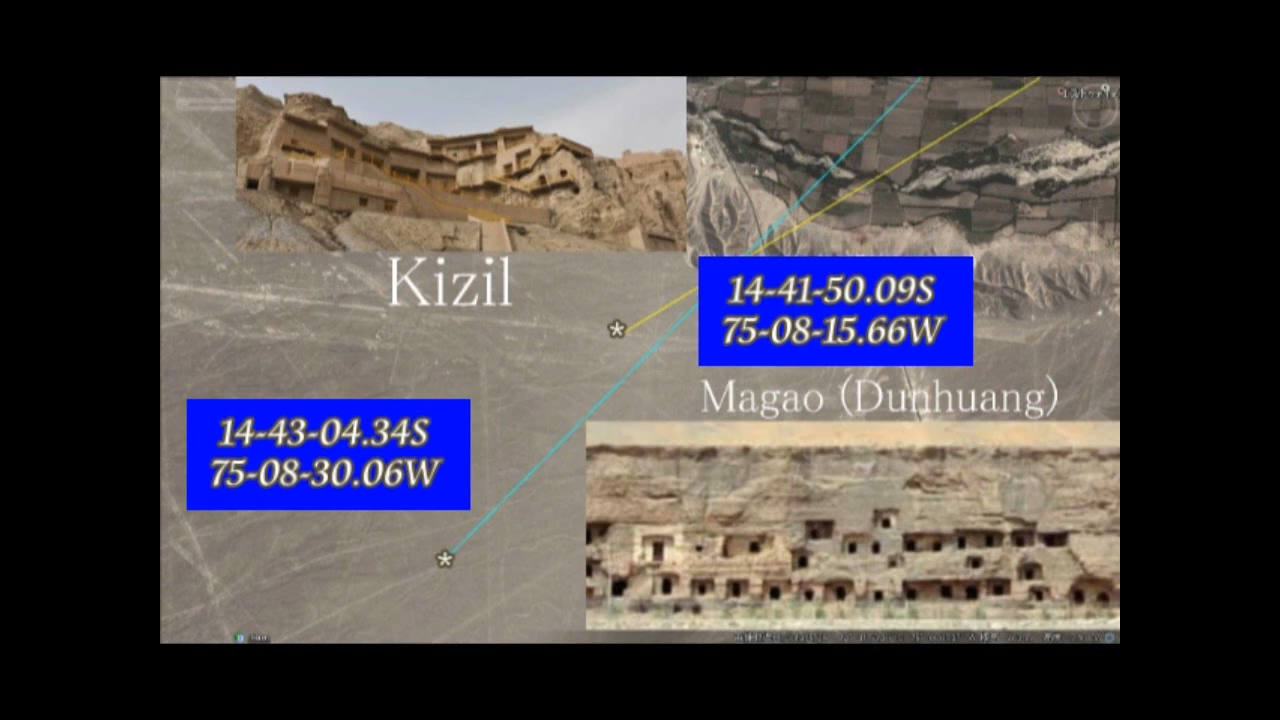 Kizil
14-41-50.09S
75-08-15.66W
Magao (Dunhuang)
14-43-04.34S
75-08-30.06W